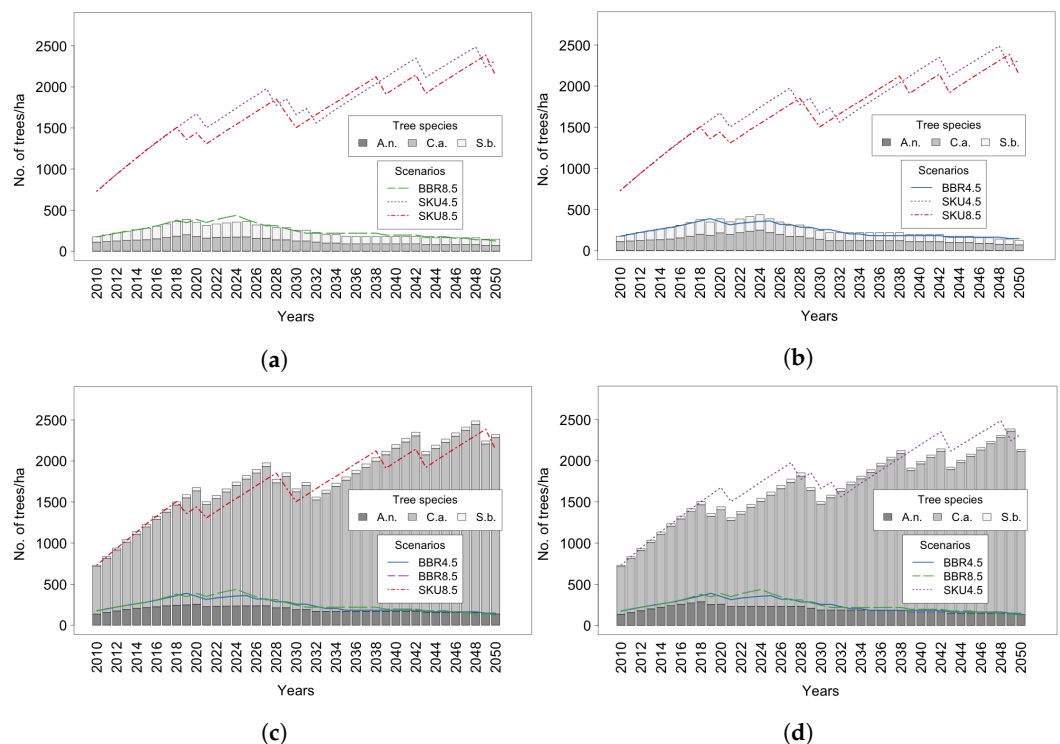 No. of trees/ha
2500
2000
1500
1000
500
0
Tree species
A.n. C.a. S.b.
Scenarios
BBR8.5
SKU4.5
SKU8.5
2010 2012 2014 2016 2018 2020 2022 2024 2026 2028 2030 2032 2034 2036 2038 2040 2042 2044 2046 2048 2050
Years
(a)
No. of trees/ha
2500
2000
1500
1000
500
0
Tree species
A.n. C.a. S.b.
Scenarios
BBR4.5
SKU4.5
SKU8.5
2010 2012 2014 2016 2018 2020 2022 2024 2026 2028 2030 2032 2034 2036 2038 2040 2042 2044 2046 2048 2050
Years
(b)
No. of trees/ha
2500
2000
1500
1000
500
0
Tree species
A.n. C.a. S.b.
Scenarios
BBR4.5
BBR8.5
SKU8.5
2010 2012 2014 2016 2018 2020 2022 2024 2026 2028 2030 2032 2034 2036 2038 2040 2042 2044 2046 2048 2050
Years
(c)
No. of trees/ha
2500
2000
1500
1000
500
0
Tree species
A.n. C.a. S.b.
Scenarios
BBR4.5
BBR8.5
SKU4.5
2010 2012 2014 2016 2018 2020 2022 2024 2026 2028 2030 2032 2034 2036 2038 2040 2042 2044 2046 2048 2050
Years
(d)